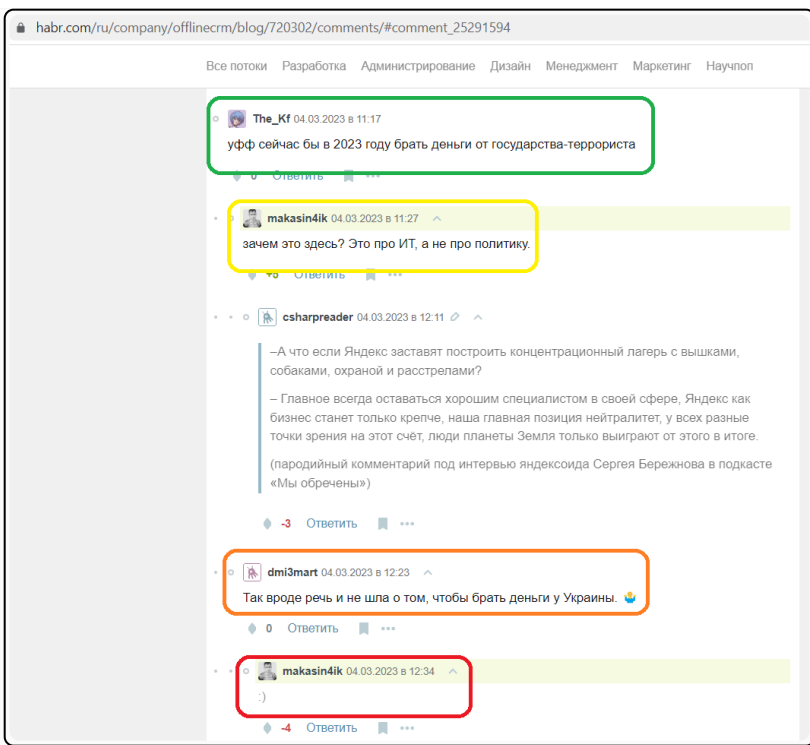 habr.com/ru/company/offlinecrm/blog/720302/comments/#comment_25291594
Все потоки Разработка Администрирование Дизайн Менеджмент Маркетинг Научпоп
The_Kf 04.03.2023 в 11:17
уфф сейчас бы в 2023 году брать деньги от государства-террориста
0 Ответить
makasin4ik 04.03.2023 в 11:27
зачем это здесь? Это про ИТ, а не про политику.
+5 Ответить
csharpreader 04.03.2023 в 12:11
–А что если Яндекс заставят построить концентрационный лагерь с вышками,
собаками, охраной и расстрелами?
– Главное всегда оставаться хорошим специалистом в своей сфере, Яндекс как
бизнес станет только крепче, наша главная позиция нейтралитет, у всех разные
точки зрения на этот счёт, люди планеты Земля только выиграют от этого в итоге.
(пародийный комментарий под интервью яндексоида Сергея Бережнова в подкасте
«Мы обречены»)
-3 Ответить
dmi3mart 04.03.2023 в 12:23
Так вроде речь и не шла о том, чтобы брать деньги у Украины. 🤷
0 Ответить
makasin4ik 04.03.2023 в 12:34
:)
-4 Ответить